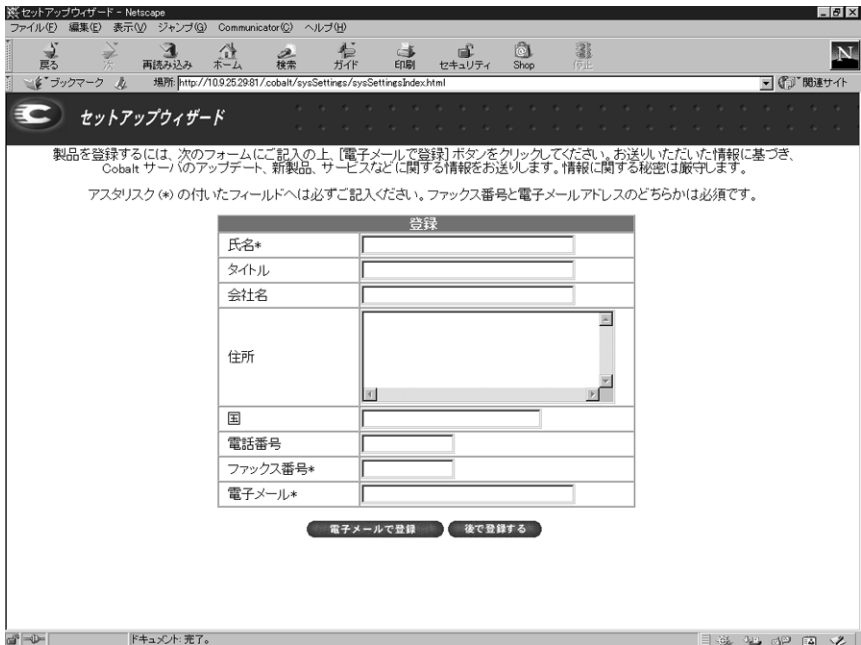 セットアップウィザード - Netscape
ファイル(F) 編集(E) 表示(V) ジャンプ(G) Communicator(C) ヘルプ(H)
戻る 次 再読み込み ホーム 検索 ガイド 印刷 セキュリティ Shop 停止
ブックマーク 場所: http://10.9.25.29:81/.cobalt/sysSettings/sysSettingsIndex.html 関連サイト
セットアップウィザード
製品を登録するには、次のフォームにご記入の上、[電子メールで登録] ボタンをクリックしてください。お送りいただいた情報に基づき、
Cobalt サーバのアップデート、新製品、サービスなどに関する情報をお送りします。情報に関する秘密は厳守します。
アスタリスク (*) の付いたフィールドへは必ずご記入ください。ファックス番号と電子メールアドレスのどちらかは必須です。
登録
氏名*
タイトル
会社名
住所
国
電話番号
ファックス番号*
電子メール*
電子メールで登録 後で登録する
ドキュメント: 完了。